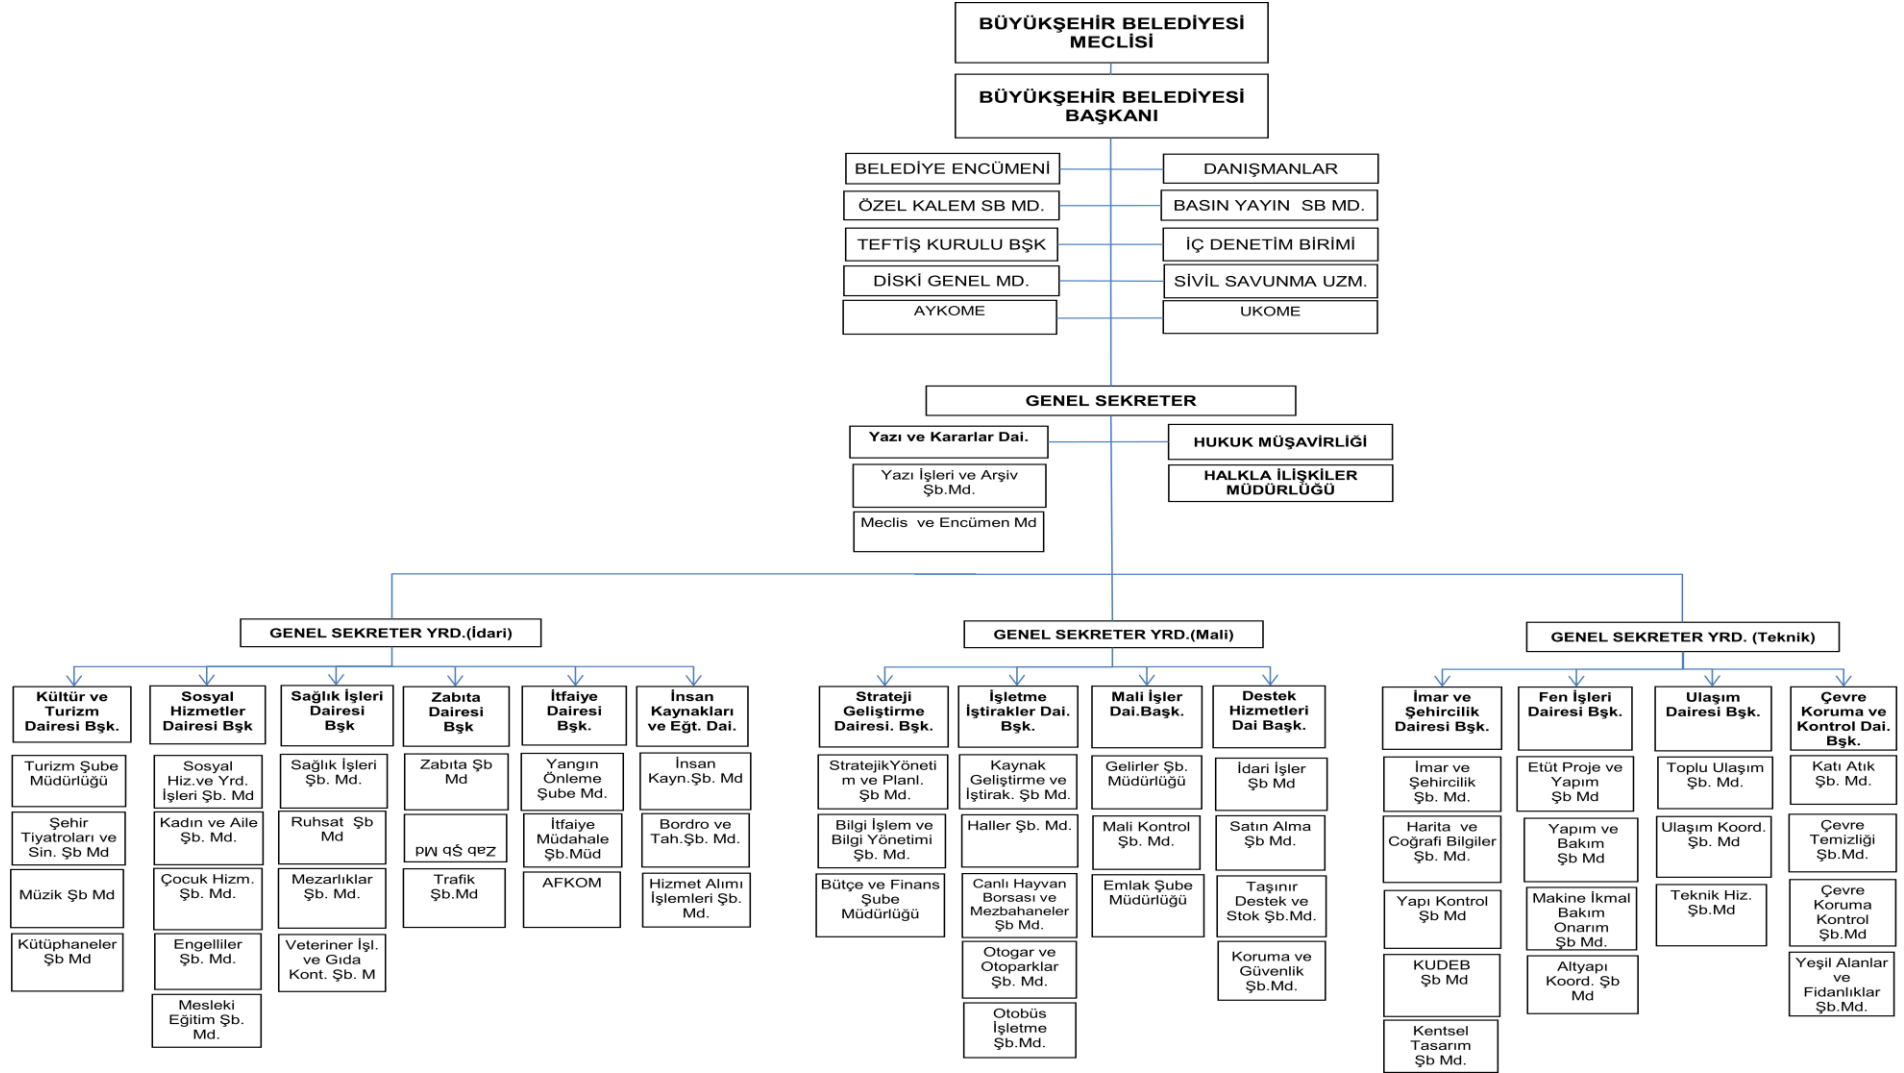 BÜYÜKŞEHİR BELEDİYESİ
MECLİSİ
BÜYÜKŞEHİR BELEDİYESİ
BAŞKANI
BELEDİYE ENCÜMENİ
DANIŞMANLAR
ÖZEL KALEM SB MD.
BASIN YAYIN SB MD.
TEFTİŞ KURULU BŞK
İÇ DENETİM BİRİMİ
DİSKİ GENEL MD.
SİVİL SAVUNMA UZM.
AYKOME
UKOME
GENEL SEKRETER
Yazı ve Kararlar Dai.
HUKUK MÜŞAVİRLİĞİ
Yazı İşleri ve Arşiv
Şb.Md.
HALKLA İLİŞKİLER
MÜDÜRLÜĞÜ
Meclis ve Encümen Md
GENEL SEKRETER YRD.(İdari)
GENEL SEKRETER YRD.(Mali)
GENEL SEKRETER YRD. (Teknik)
Kültür ve
Turizm
Dairesi Bşk.
Turizm Şube
Müdürlüğü
Şehir
Tiyatroları ve
Sin. Şb Md
Müzik Şb Md
Kütüphaneler
Şb Md
Sosyal
Hizmetler
Dairesi Bşk
Sosyal
Hiz.ve Yrd.
İşleri Şb. Md
Kadın ve Aile
Şb. Md.
Çocuk Hizm.
Şb. Md.
Engelliler
Şb. Md.
Mesleki
Eğitim Şb.
Md.
Sağlık İşleri
Dairesi
Bşk
Sağlık İşleri
Şb. Md.
Ruhsat Şb
Md
Mezarlıklar
Şb. Md.
Veteriner İşl.
ve Gıda
Kont. Şb. M
Zabıta
Dairesi
Bşk
Zabıta Şb
Md
Zab Şb
Md
Trafik
Şb.Md.
İtfaiye
Dairesi
Bşk.
Yangın
Önleme
Şube Md.
İtfaiye
Müdahale
Şb.Müd
AFKOM
İnsan
Kaynakları
ve Eğt. Dai.
İnsan
Kayn.Şb. Md
Bordro ve
Tah.Şb. Md.
Hizmet Alımı
İşlemleri Şb.
Md.
Strateji
Geliştirme
Dairesi. Bşk.
StratejikYöneti
m ve Planl.
Şb Md.
Bilgi İşlem ve
Bilgi Yönetimi
Şb. Md.
Bütçe ve Finans
Şube
Müdürlüğü
İşletme
İştirakler Dai.
Bşk.
Kaynak
Geliştirme ve
İştirak. Şb Md.
Haller Şb. Md.
Canlı Hayvan
Borsası ve
Mezbahaneler
Şb Md.
Otogar ve
Otoparklar
Şb. Md.
Otobüs
İşletme
Şb.Md.
Mali İşler
Dai.Başk.
Gelirler Şb.
Müdürlüğü
Mali Kontrol
Şb. Md.
Emlak Şube
Müdürlüğü
Destek
Hizmetleri
Dai Başk.
İdari İşler
Şb Md
Satın Alma
Şb Md.
Taşınır
Destek ve
Stok Şb.Md.
Koruma ve
Güvenlik
Şb.Md.
İmar ve
Şehircilik
Dairesi Bşk.
İmar ve
Şehircilik
Şb. Md.
Harita ve
Coğrafi Bilgiler
Şb. Md.
Yapı Kontrol
Şb Md
KUDEB
Şb Md
Kentsel
Tasarım
Şb Md.
Fen İşleri
Dairesi Bşk.
Etüt Proje ve
Yapım
Şb Md
Yapım ve
Bakım
Şb Md
Makine İkmal
Bakım
Onarım
Şb Md.
Altyapı
Koord. Şb
Md
Ulaşım
Dairesi Bşk.
Toplu Ulaşım
Şb. Md.
Ulaşım Koord.
Şb. Md
Teknik Hiz.
Şb.Md
Çevre
Koruma ve
Kontrol Dai.
Bşk.
Katı Atık
Şb. Md.
Çevre
Temizliği
Şb.Md.
Çevre
Koruma
Kontrol
Şb.Md
Yeşil Alanlar
ve
Fidanlıklar
Şb.Md.